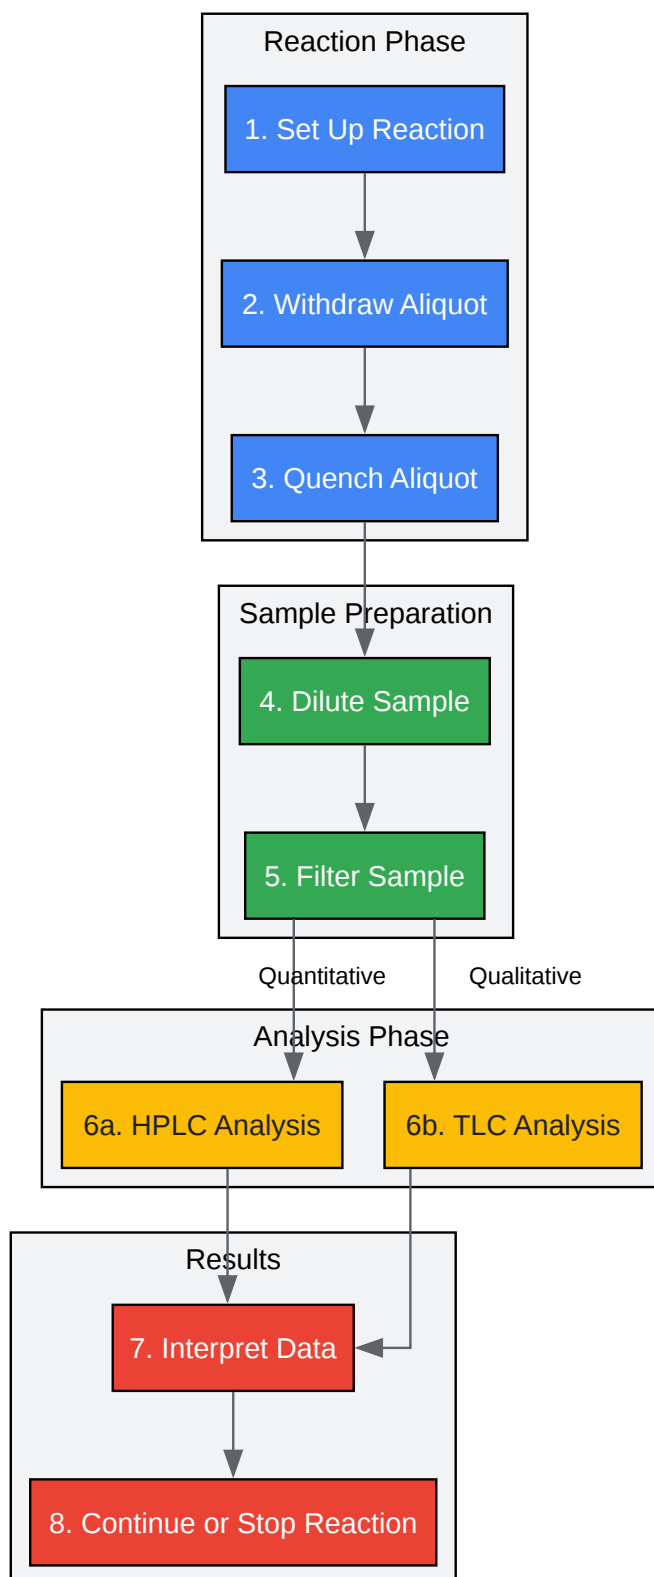 Reaction Phase
1. Set Up Reaction
2. Withdraw Aliquot
3. Quench Aliquot
Sample Preparation
4. Dilute Sample
5. Filter Sample
Quantitative
Qualitative
Analysis Phase
6a. HPLC Analysis
6b. TLC Analysis
Results
7. Interpret Data
8. Continue or Stop Reaction